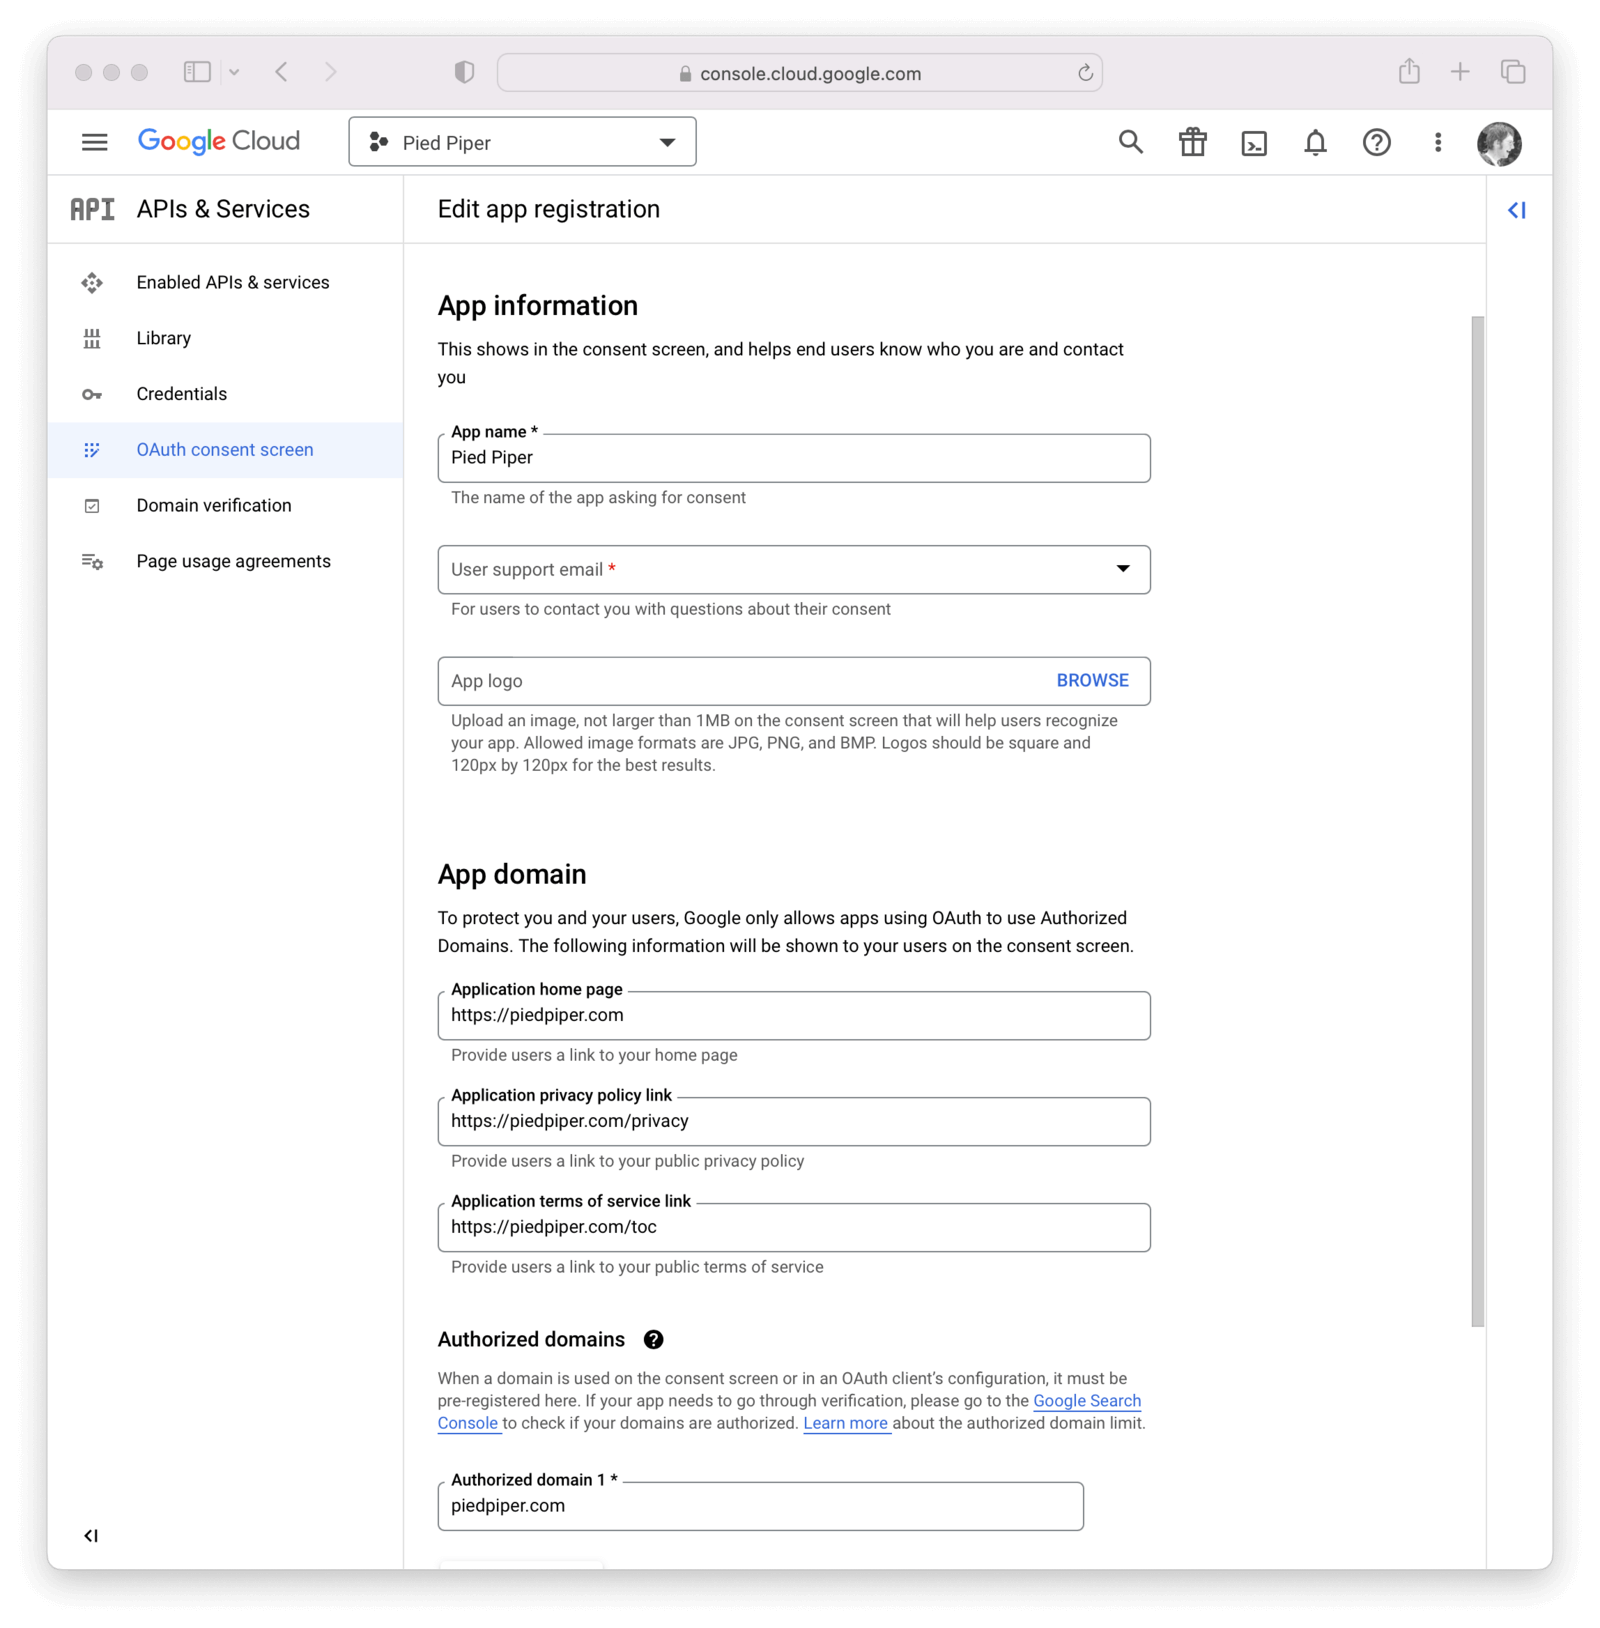 console.cloud.google.com
Google Cloud
Pied Piper
API APIs & Services
Edit app registration
Enabled APIs & services
Library
Credentials
OAuth consent screen
Domain verification
Page usage agreements
App information
This shows in the consent screen, and helps end users know who you are and contact
you
App name *
Pied Piper
The name of the app asking for consent
User support email *
For users to contact you with questions about their consent
App logo
BROWSE
Upload an image, not larger than 1MB on the consent screen that will help users recognize
your app. Allowed image formats are JPG, PNG, and BMP. Logos should be square and
120px by 120px for the best results.
App domain
To protect you and your users, Google only allows apps using OAuth to use Authorized
Domains. The following information will be shown to your users on the consent screen.
Application home page
https://piedpiper.com
Provide users a link to your home page
Application privacy policy link
https://piedpiper.com/privacy
Provide users a link to your public privacy policy
Application terms of service link
https://piedpiper.com/toc
Provide users a link to your public terms of service
Authorized domains
When a domain is used on the consent screen or in an OAuth client’s configuration, it must be
pre-registered here. If your app needs to go through verification, please go to the Google Search
Console to check if your domains are authorized. Learn more about the authorized domain limit.
Authorized domain 1 *
piedpiper.com